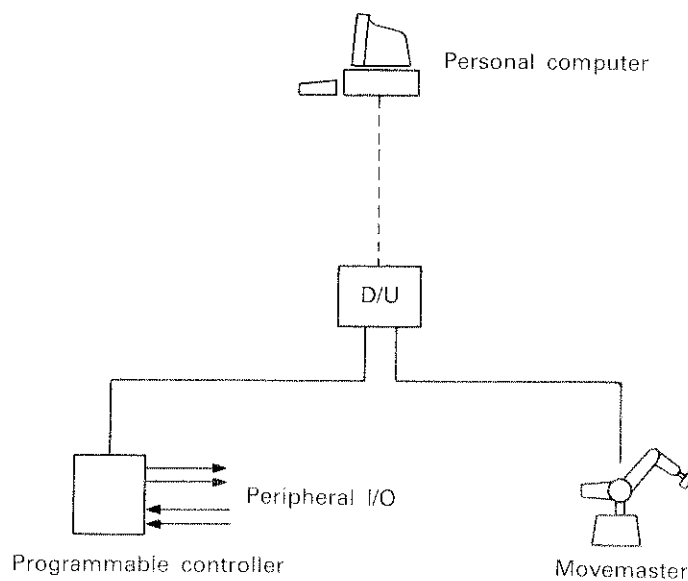 Personal computer
D/U
Peripheral I/O
Programmable controller
Movemaster